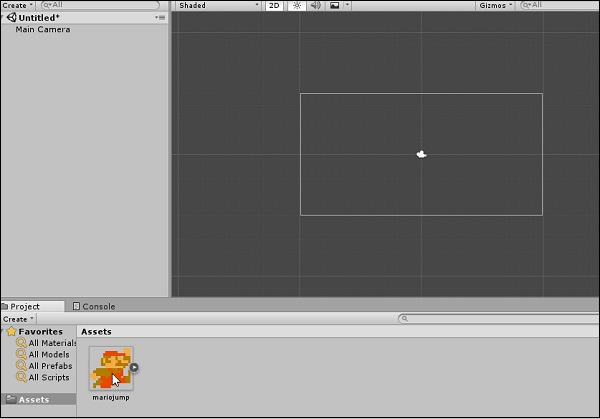 Create All Shaded 2D Gizmos All
Untitled*
Main Camera
Project Console
Create
Favorites Assets
All Materials
All Models
All Prefabs
All Scripts
Assets mariojump